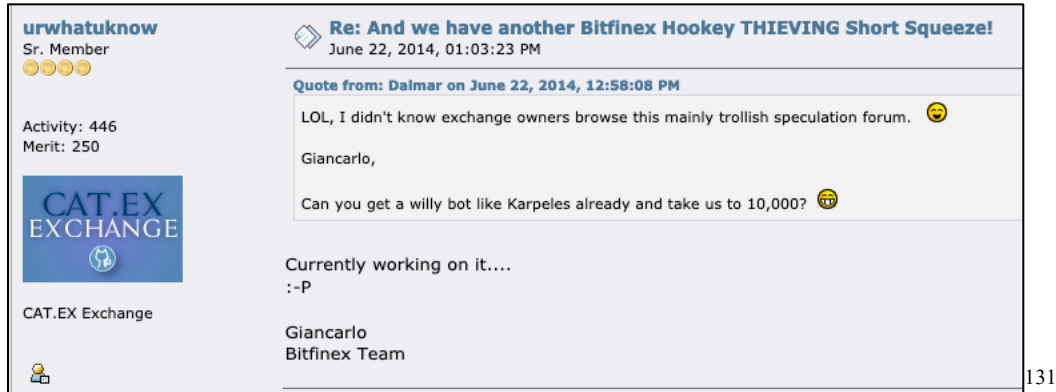 urwhatuknow
Sr. Member
Activity: 446
Merit: 250
CAT.EX
EXCHANGE
CAT.EX Exchange
Re: And we have another Bitfinex Hookey THIEVING Short Squeeze!
June 22, 2014, 01:03:23 PM
Quote from: Dalmar on June 22, 2014, 12:58:08 PM
LOL, I didn't know exchange owners browse this mainly trollish speculation forum.
Giancarlo,
Can you get a willy bot like Karpeles already and take us to 10,000?
Currently working on it....
:-P
Giancarlo
Bitfinex Team
131